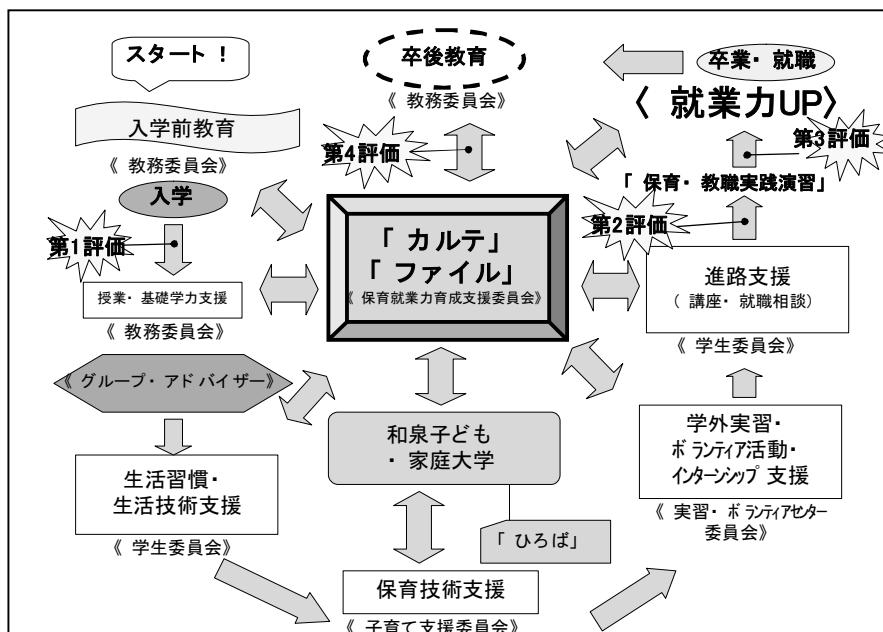 スタート！
入学前教育
《教務委員会》
入学
第1評価
授業・基礎学力支援
《教務委員会》
《グループ・アドバイザー》
生活習慣・
生活技術支援
《学生委員会》
卒後教育
《教務委員会》
第4評価
「カルテ」
「ファイル」
《保育就業力育成支援委員会》
和泉子ども
・家庭大学
「ひろば」
保育技術支援
《子育て支援委員会》
卒業・就職
〈就業力UP〉
第3評価
「保育・教職実践演習」
第2評価
進路支援
（講座・就職相談）
《学生委員会》
学外実習・
ボランティア活動・
インターンシップ支援
《実習・ボランティアセンター
委員会》